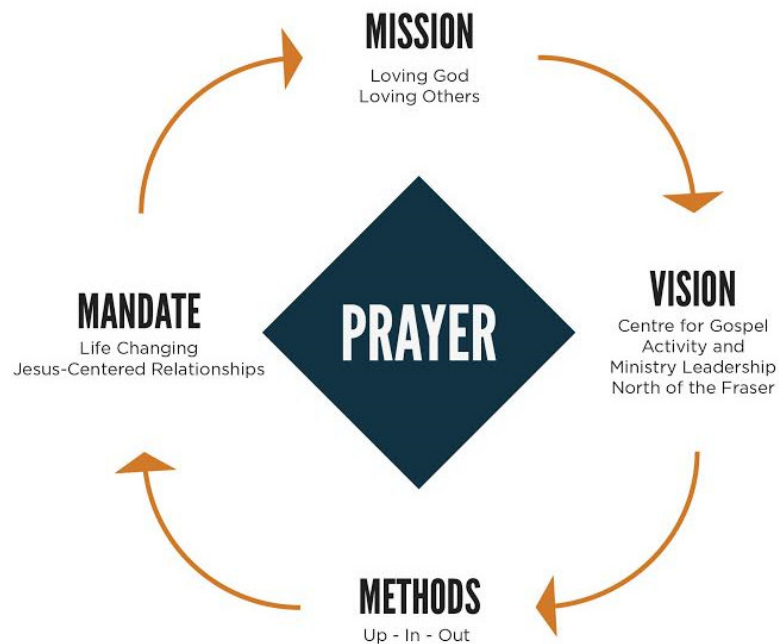 MISSION
Loving God
Loving Others
VISION
Centre for Gospel
Activity and
Ministry Leadership
North of the Fraser
METHODS
Up - In - Out
MANDATE
Life Changing
Jesus-Centered Relationships
PRAYER